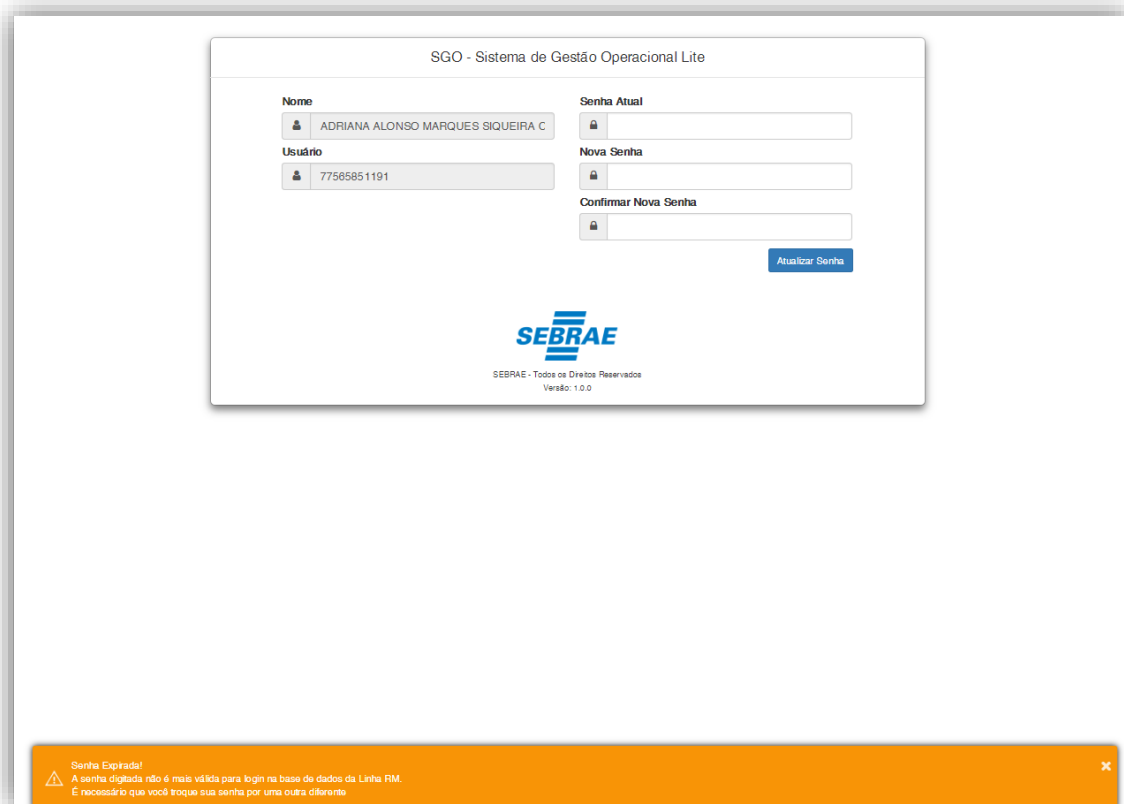 SGO - Sistema de Gestão Operacional Lite
Nome
ADRIANA ALONSO MARQUES SIQUEIRA C
Usuário
77565851191
Senha Atual
Nova Senha
Confirmar Nova Senha
Atualizar Senha
SEBRAE
SEBRAE - Todos os Direitos Reservados
Versão: 1.0.0
Senha Expirada!
A senha digitada não é mais válida para login na base de dados da Linha RM.
É necessário que você troque sua senha por uma outra diferente